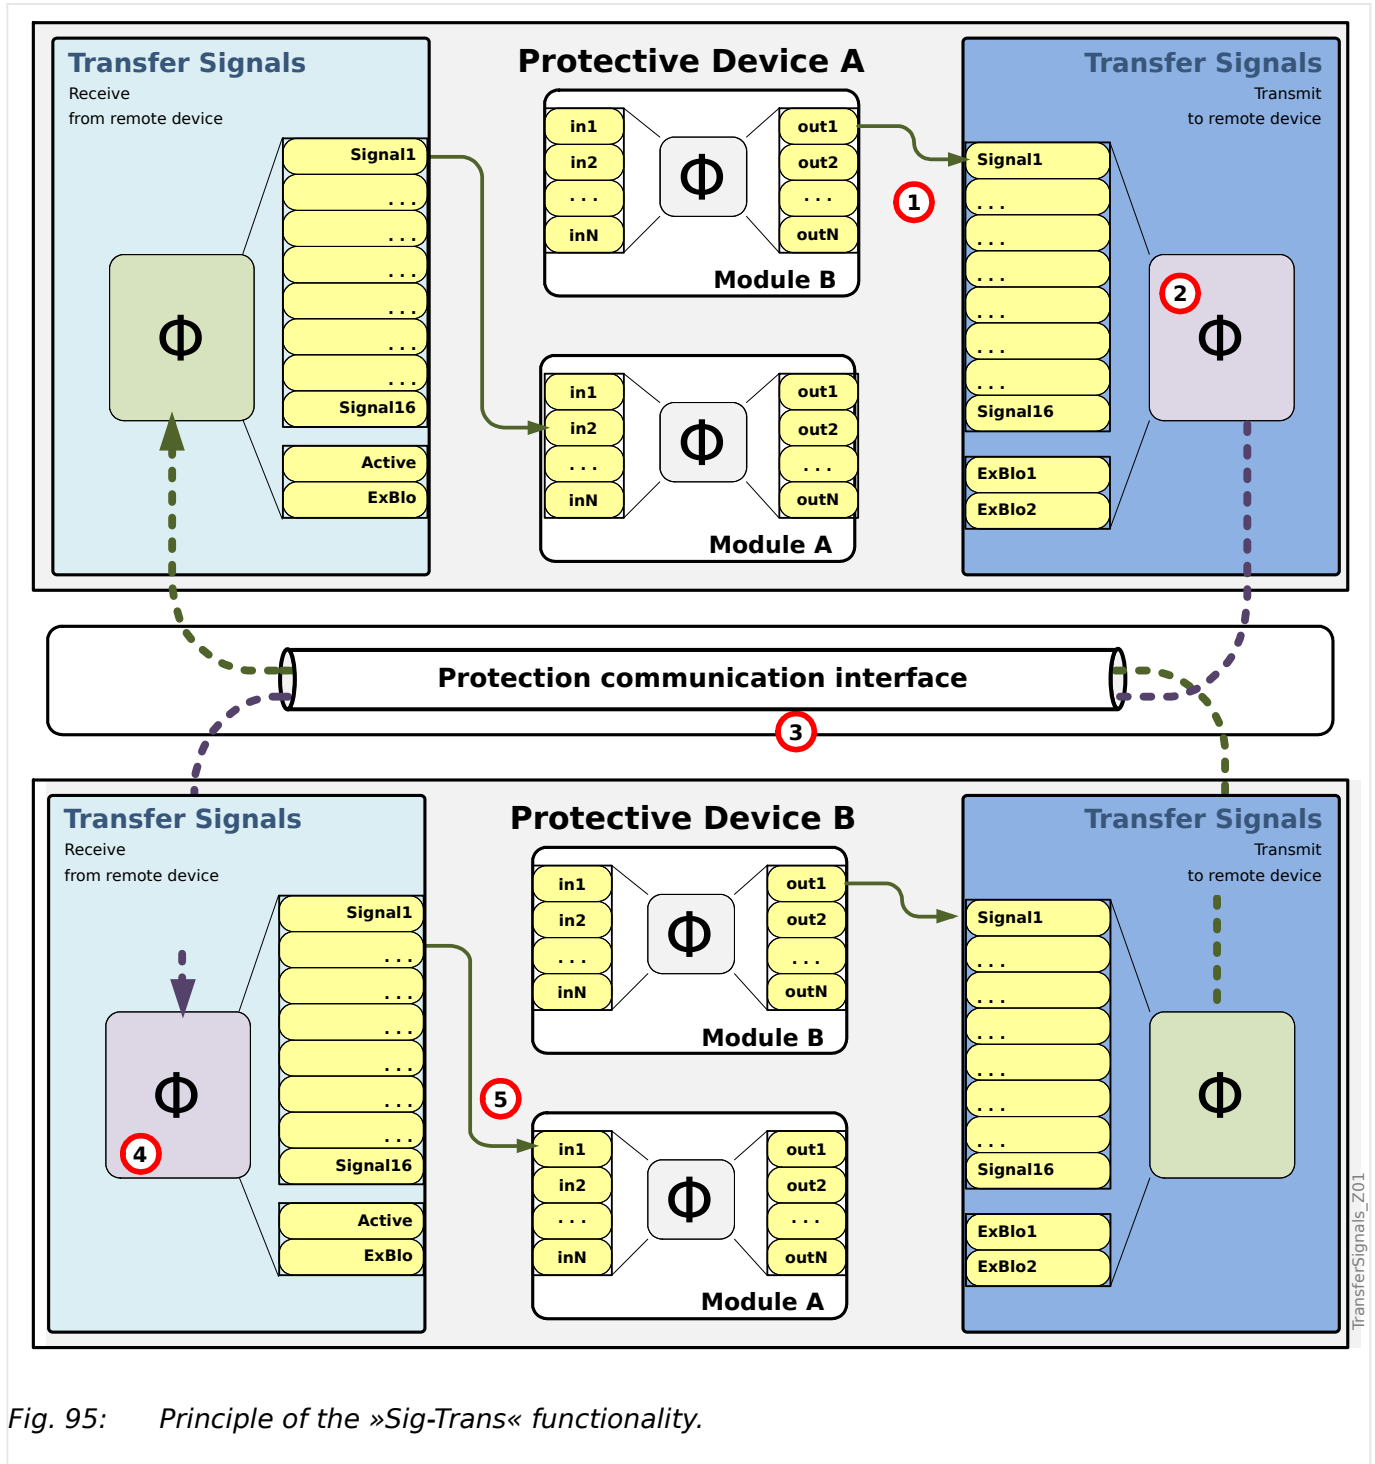 Transfer Signals
Receive
from remote device
Signal1
. . .
. . .
. . .
. . .
. . .
. . .
Signal16
Active
ExBlo
Φ
Protective Device A
in1
in2
. . .
inN
Φ
out1
out2
. . .
outN
Module B
in1
in2
. . .
inN
Φ
out1
out2
. . .
outN
Module A
1
Transfer Signals
Transmit
to remote device
Signal1
. . .
. . .
. . .
. . .
. . .
. . .
Signal16
ExBlo1
ExBlo2
2
Φ
Protection communication interface
3
Transfer Signals
Receive
from remote device
Signal1
. . .
. . .
. . .
. . .
. . .
. . .
Signal16
Active
ExBlo
Φ
4
Protective Device B
in1
in2
. . .
inN
Φ
out1
out2
. . .
outN
Module B
5
in1
in2
. . .
inN
Φ
out1
out2
. . .
outN
Module A
Transfer Signals
Transmit
to remote device
Signal1
. . .
. . .
. . .
. . .
. . .
. . .
Signal16
ExBlo1
ExBlo2
Φ
TransferSignals_Z01
Fig. 95: Principle of the »Sig-Trans« functionality.